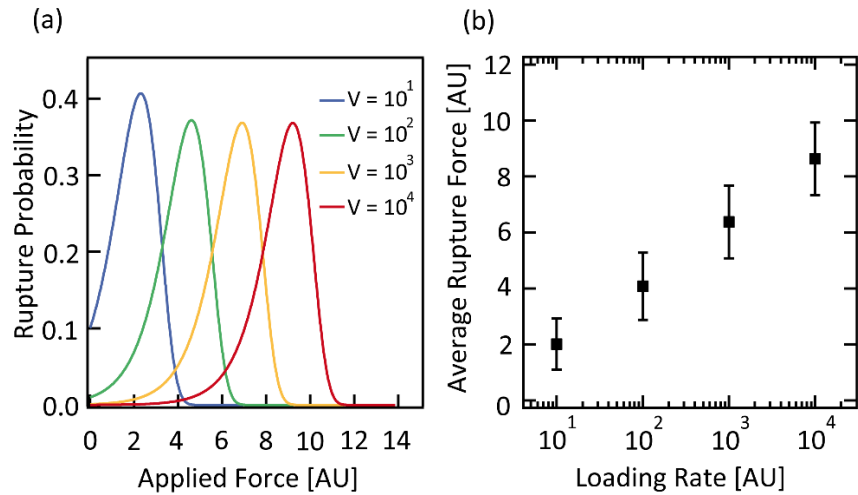 (a)
Rupture Probability
0.4
0.3
0.2
0.1
0.0
V = 10¹
V = 10²
V = 10³
V = 10⁴
0 2 4 6 8 10 12 14
Applied Force [AU]
(b)
Average Rupture Force [AU]
12
10
8
6
4
2
0
10¹ 10² 10³ 10⁴
Loading Rate [AU]